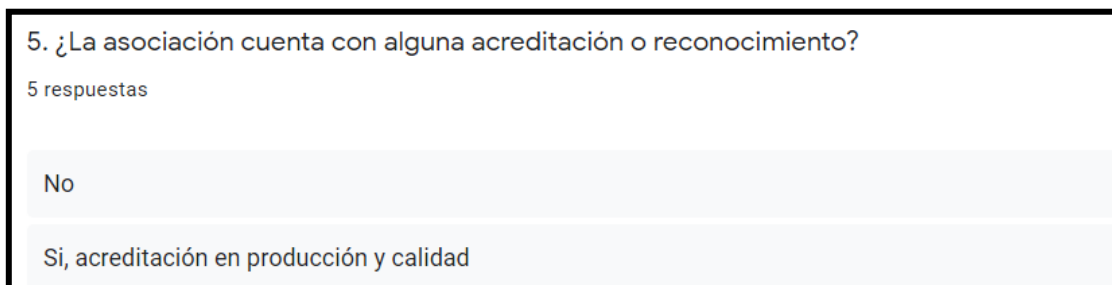 5. ¿La asociación cuenta con alguna acreditación o reconocimiento?
5 respuestas
No
Si, acreditación en producción y calidad